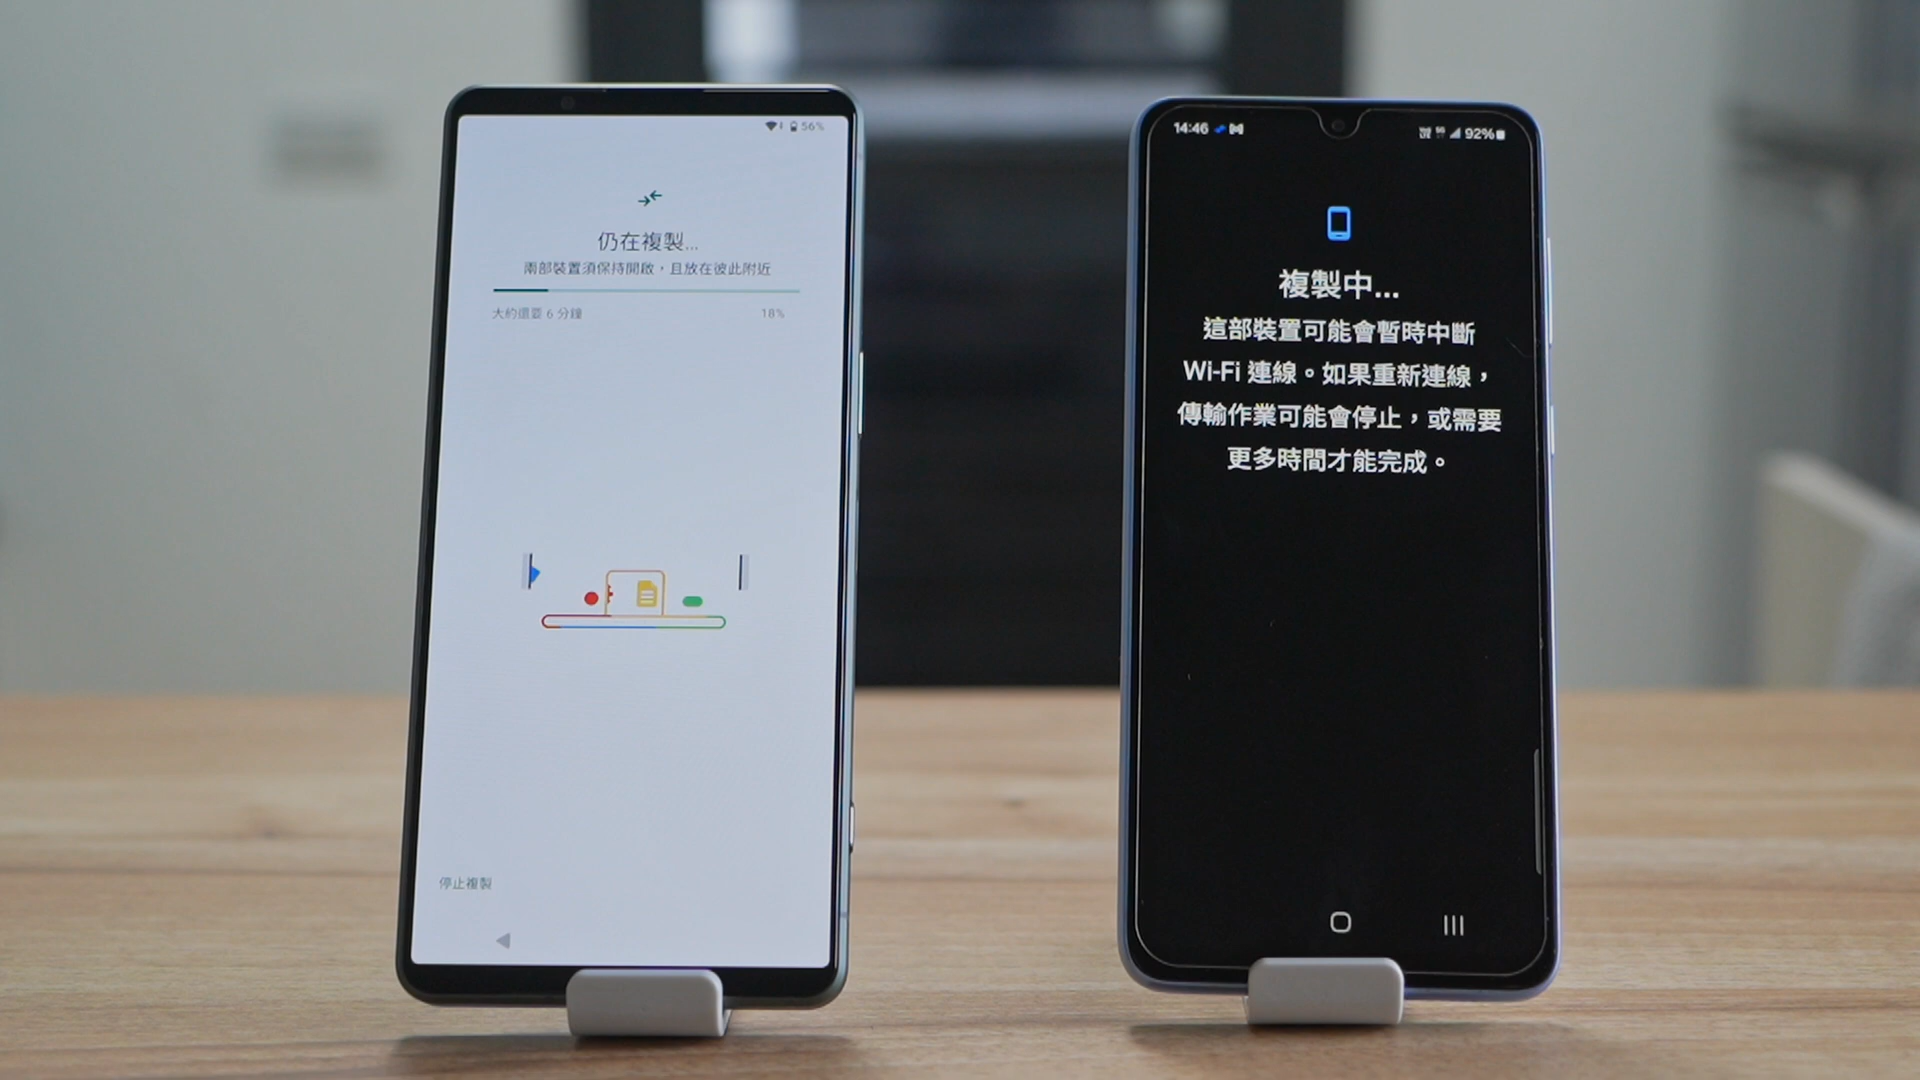 56%
仍在複製...
兩部裝置須保持開啟，且放在彼此附近
大約還要 6 分鐘
18%
停止複製
14:46
92%
複製中...
這部裝置可能會暫時中斷
Wi-Fi 連線。如果重新連線，
傳輸作業可能會停止，或需要
更多時間才能完成。